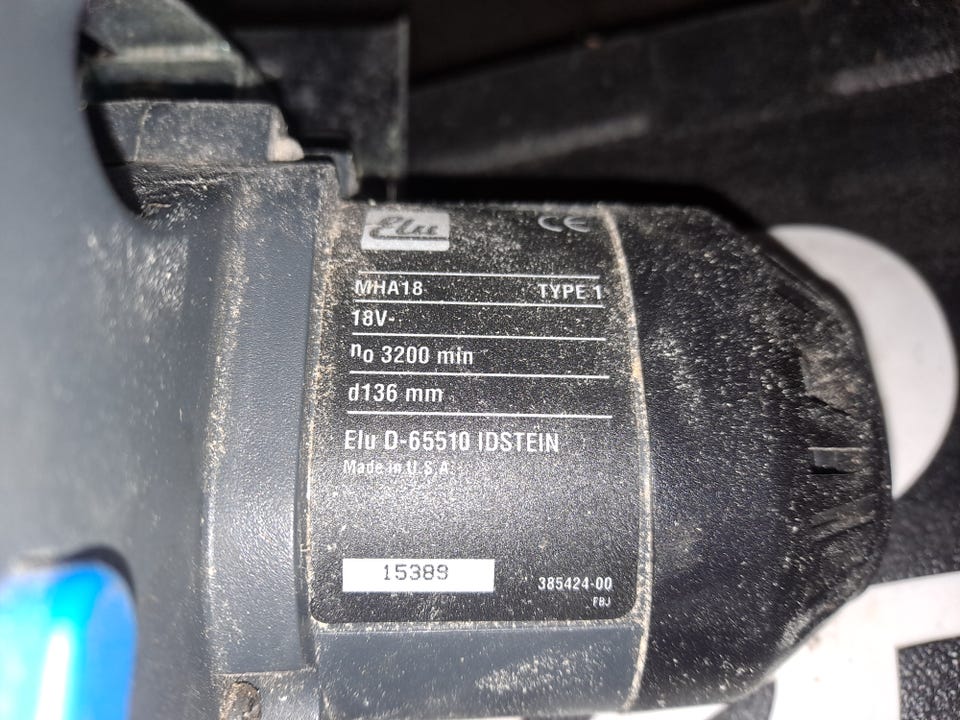 Elu CE
MHA18 TYPE 1
18V-
no 3200 min
d136 mm
Elu D-65510 IDSTEIN
Made in U.S.A.
15389
385424-00
FBJ